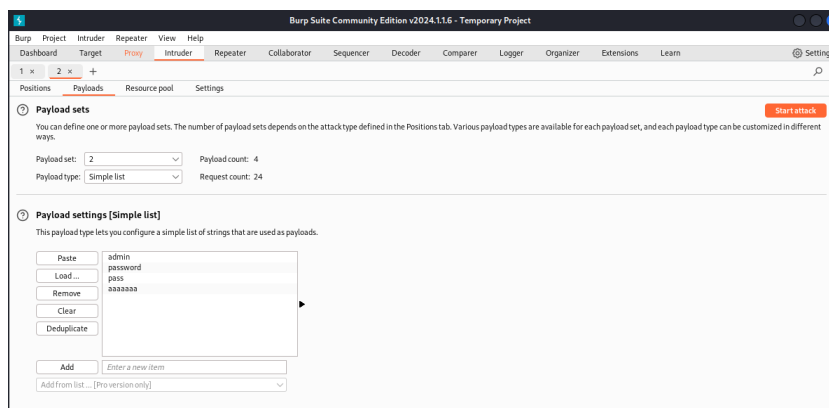 Burp Suite Community Edition v2024.1.1.6 - Temporary Project
Burp Project Intruder Repeater View Help
Dashboard Target Proxy Intruder Repeater Collaborator Sequencer Decoder Comparer Logger Organizer Extensions Learn Setting
1 × 2 × +
Positions Payloads Resource pool Settings
? Payload sets Start attack
You can define one or more payload sets. The number of payload sets depends on the attack type defined in the Positions tab. Various payload types are available for each payload set, and each payload type can be customized in different
ways.
Payload set: 2 Payload count: 4
Payload type: Simple list Request count: 24
? Payload settings [Simple list]
This payload type lets you configure a simple list of strings that are used as payloads.
Paste admin
password
Load ... pass
Remove aaaaaaa
Clear
Deduplicate
Add Enter a new item
Add from list ... [Pro version only]